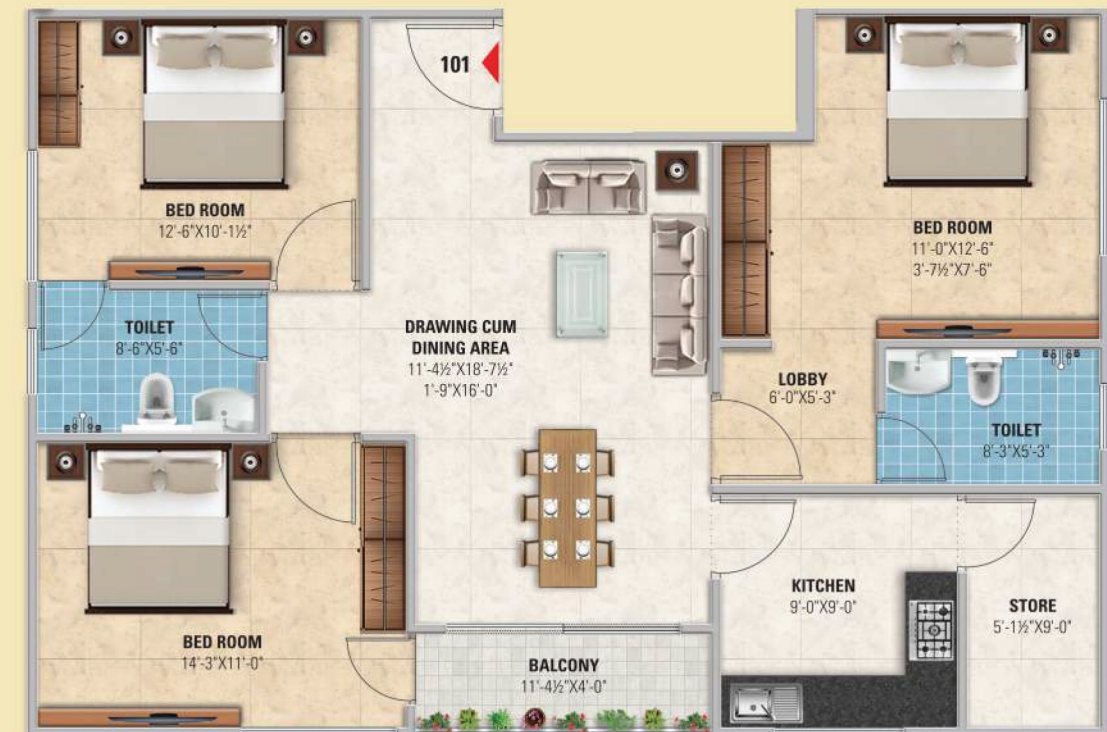 101
BED ROOM
12'-6"X10'-1½"
BED ROOM
11'-0"X12'-6"
3'-7½"X7'-6"
TOILET
8'-6"X5'-6"
DRAWING CUM
DINING AREA
11'-4½"X18'-7½"
1'-9"X16'-0"
LOBBY
6'-0"X5'-3"
TOILET
8'-3"X5'-3"
KITCHEN
9'-0"X9'-0"
STORE
5'-1½"X9'-0"
BED ROOM
14'-3"X11'-0"
BALCONY
11'-4½"X4'-0"